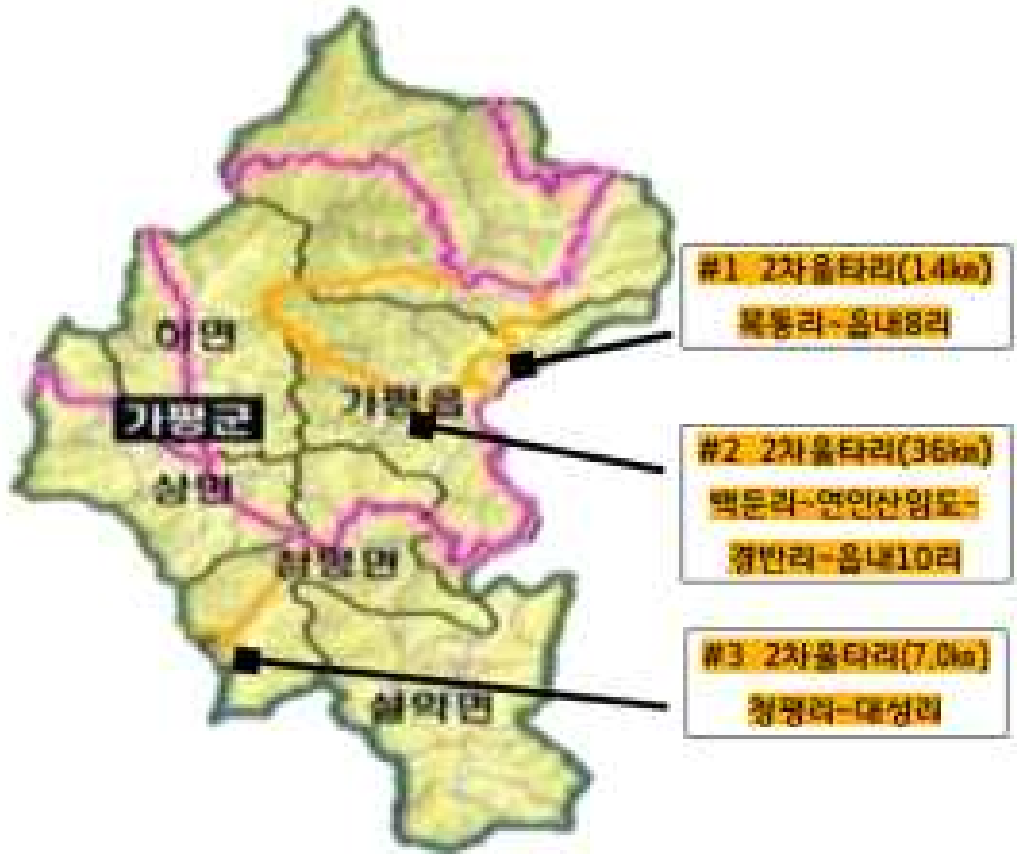 #1 2차울타리(14km)
목동리~읍내8리
하면
가평읍
가평군
#2 2차울타리(36km)
상면
백둔리~연인산임도~
경반리~읍내10리
청평면
#3 2차울타리(7.0km)
설악면
청평리~대성리